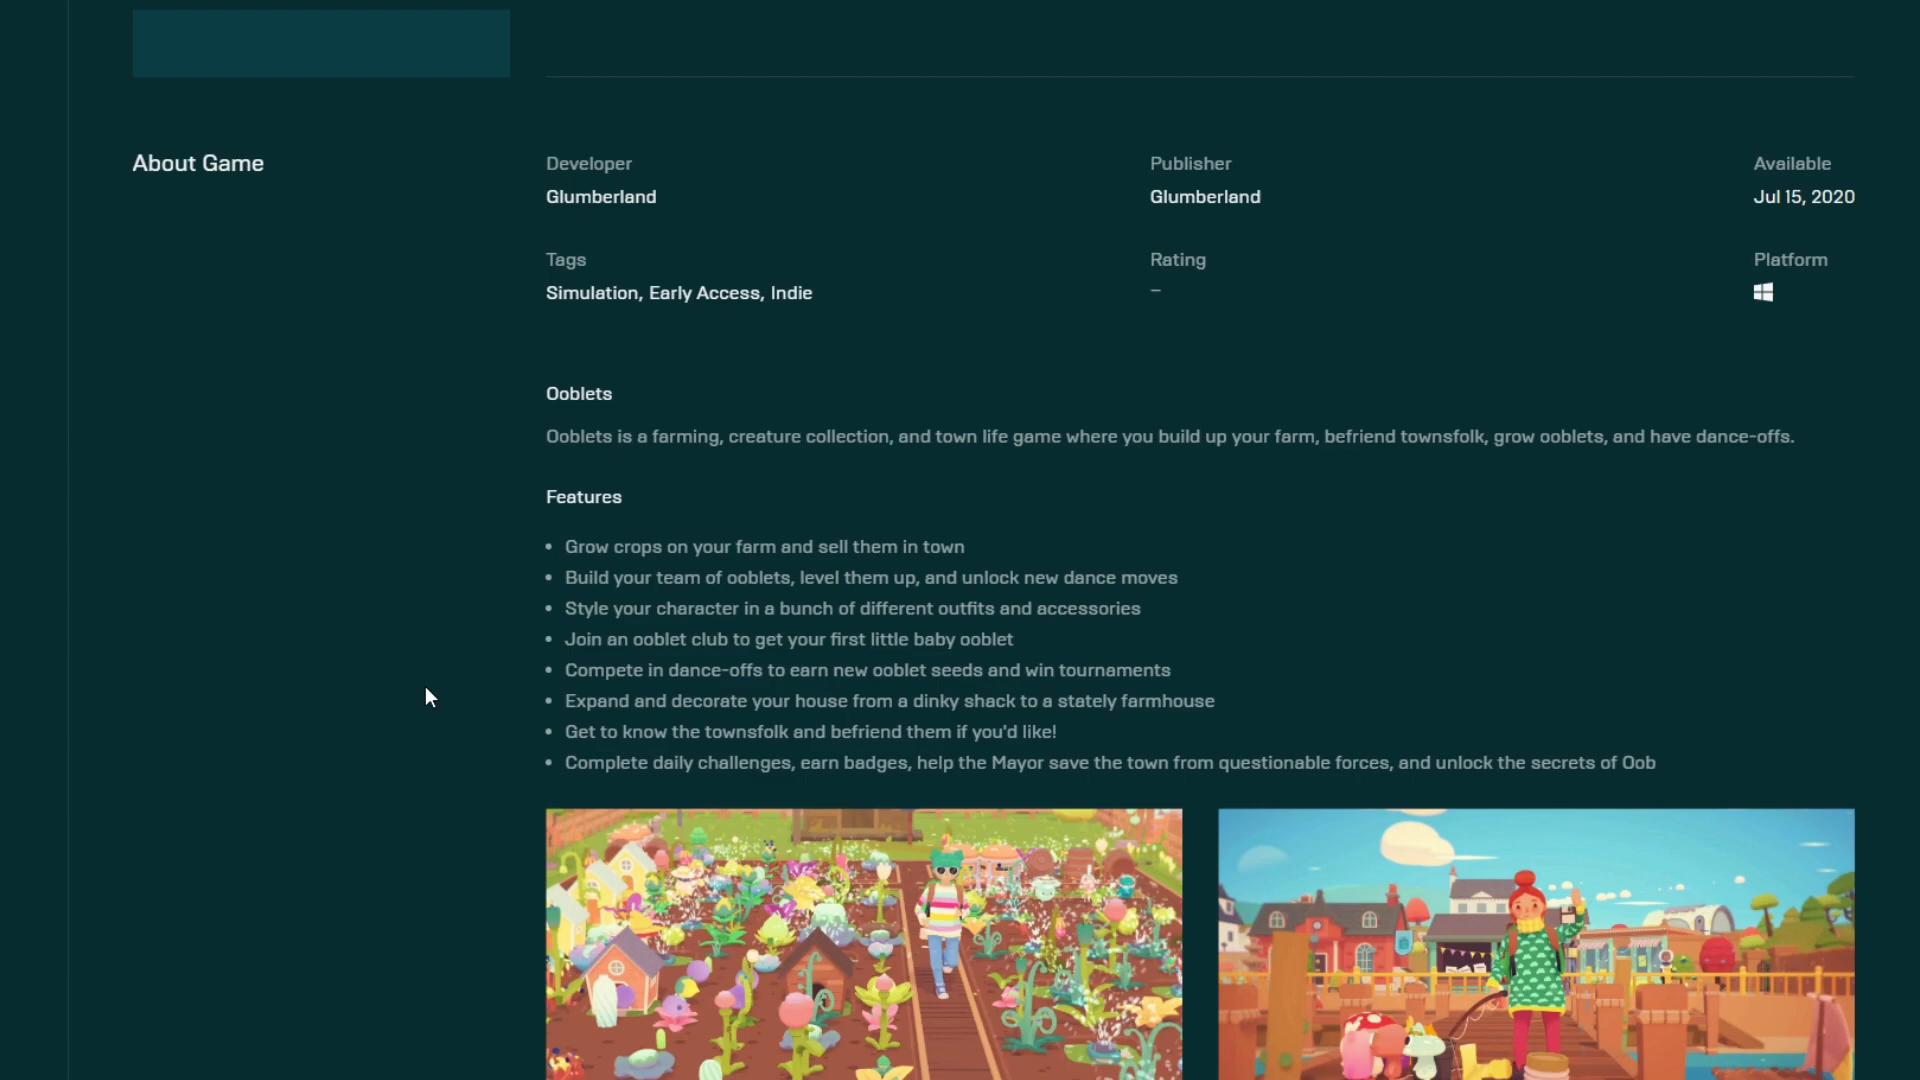 About Game
Developer
Glumberland
Publisher
Glumberland
Available
Jul 15, 2020
Tags
Simulation, Early Access, Indie
Rating
–
Platform
Ooblets
Ooblets is a farming, creature collection, and town life game where you build up your farm, befriend townsfolk, grow ooblets, and have dance-offs.
Features
• Grow crops on your farm and sell them in town
• Build your team of ooblets, level them up, and unlock new dance moves
• Style your character in a bunch of different outfits and accessories
• Join an ooblet club to get your first little baby ooblet
• Compete in dance-offs to earn new ooblet seeds and win tournaments
• Expand and decorate your house from a dinky shack to a stately farmhouse
• Get to know the townsfolk and befriend them if you'd like!
• Complete daily challenges, earn badges, help the Mayor save the town from questionable forces, and unlock the secrets of Oob